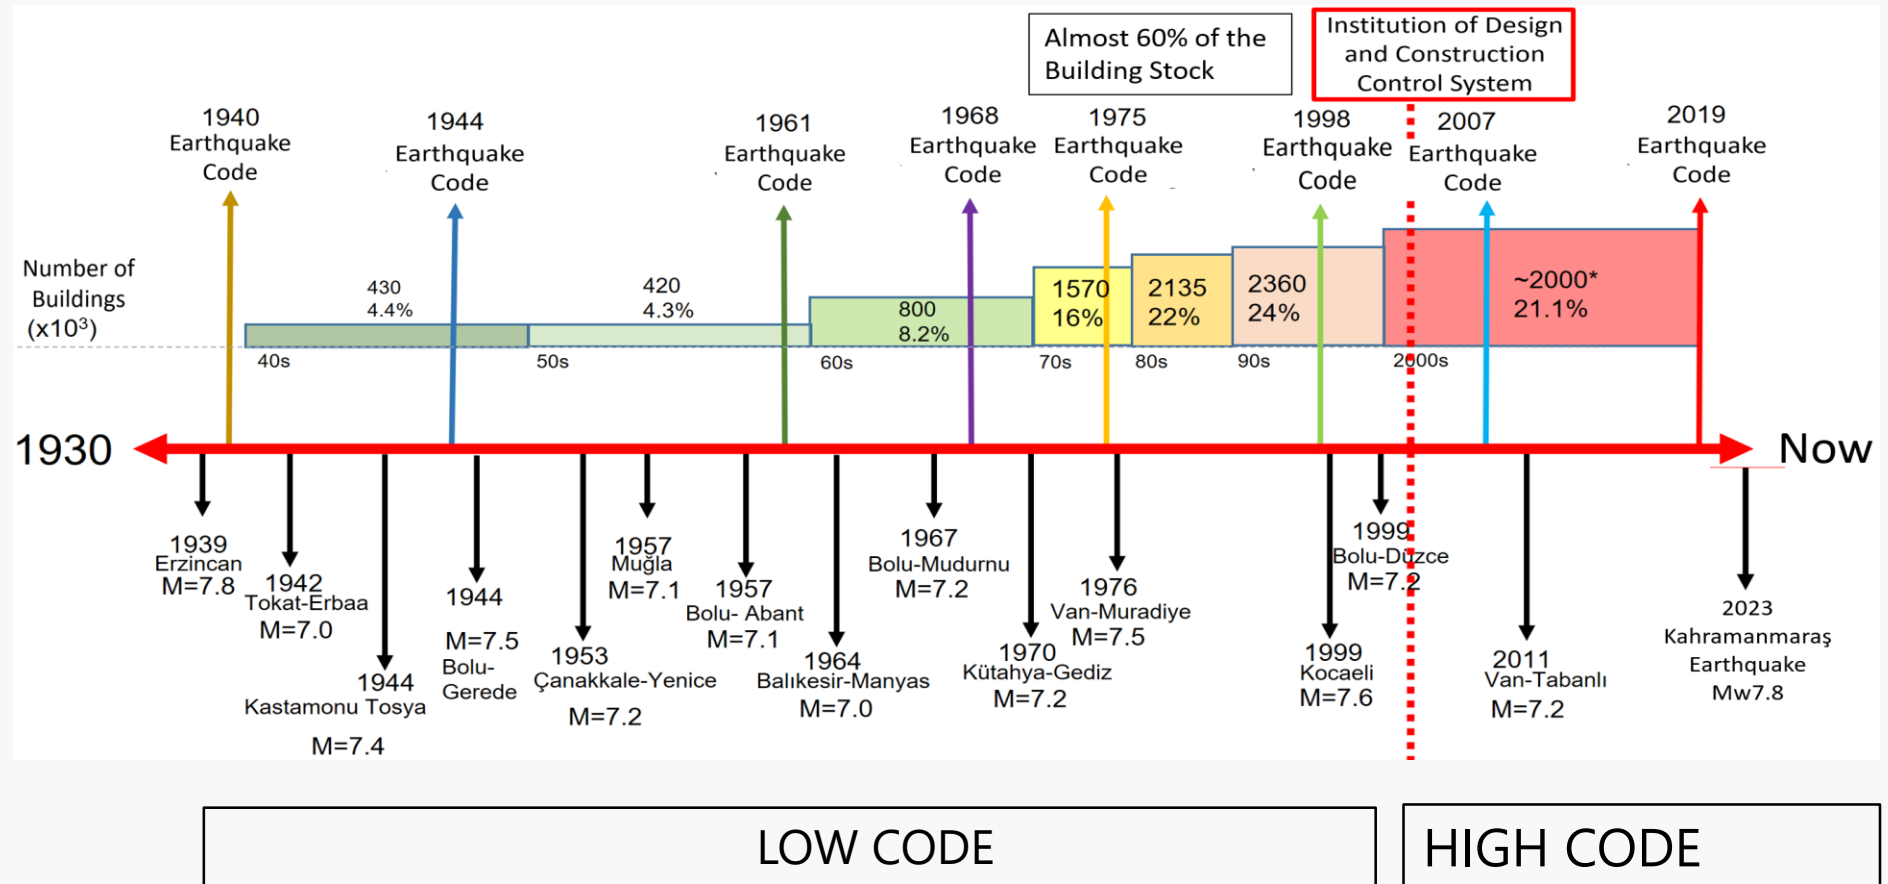 Almost 60% of the
Building Stock
Institution of Design
and Construction
Control System
1940
Earthquake
Code
1944
Earthquake
Code
1961
Earthquake
Code
1968
Earthquake
Code
1975
Earthquake
Code
1998
Earthquake
Code
2007
Earthquake
Code
2019
Earthquake
Code
Number of
Buildings
(x10³)
430
4.4%
420
4.3%
800
8.2%
1570
16%
2135
22%
2360
24%
~2000*
21.1%
40s
50s
60s
70s
80s
90s
2000s
1930
Now
1939
Erzincan
M=7.8
1942
Tokat-Erbaa
M=7.0
1944
Kastamonu Tosya
M=7.4
1944
M=7.5
Bolu-
Gerede
1953
Çanakkale-Yenice
M=7.2
1957
Muğla
M=7.1
1957
Bolu- Abant
M=7.1
1964
Balıkesir-Manyas
M=7.0
1967
Bolu-Mudurnu
M=7.2
1970
Kütahya-Gediz
M=7.2
1976
Van-Muradiye
M=7.5
1999
Kocaeli
M=7.6
1999
Bolu-Düzce
M=7.2
2011
Van-Tabanlı
M=7.2
2023
Kahramanmaraş
Earthquake
Mw7.8
LOW CODE
HIGH CODE